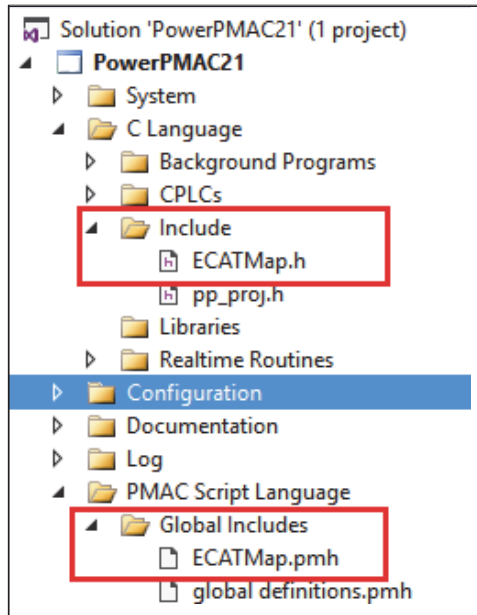 Solution 'PowerPMAC21' (1 project)
PowerPMAC21
System
C Language
Background Programs
CPLCs
Include
ECATMap.h
pp_proj.h
Libraries
Realtime Routines
Configuration
Documentation
Log
PMAC Script Language
Global Includes
ECATMap.pmh
global definitions.pmh